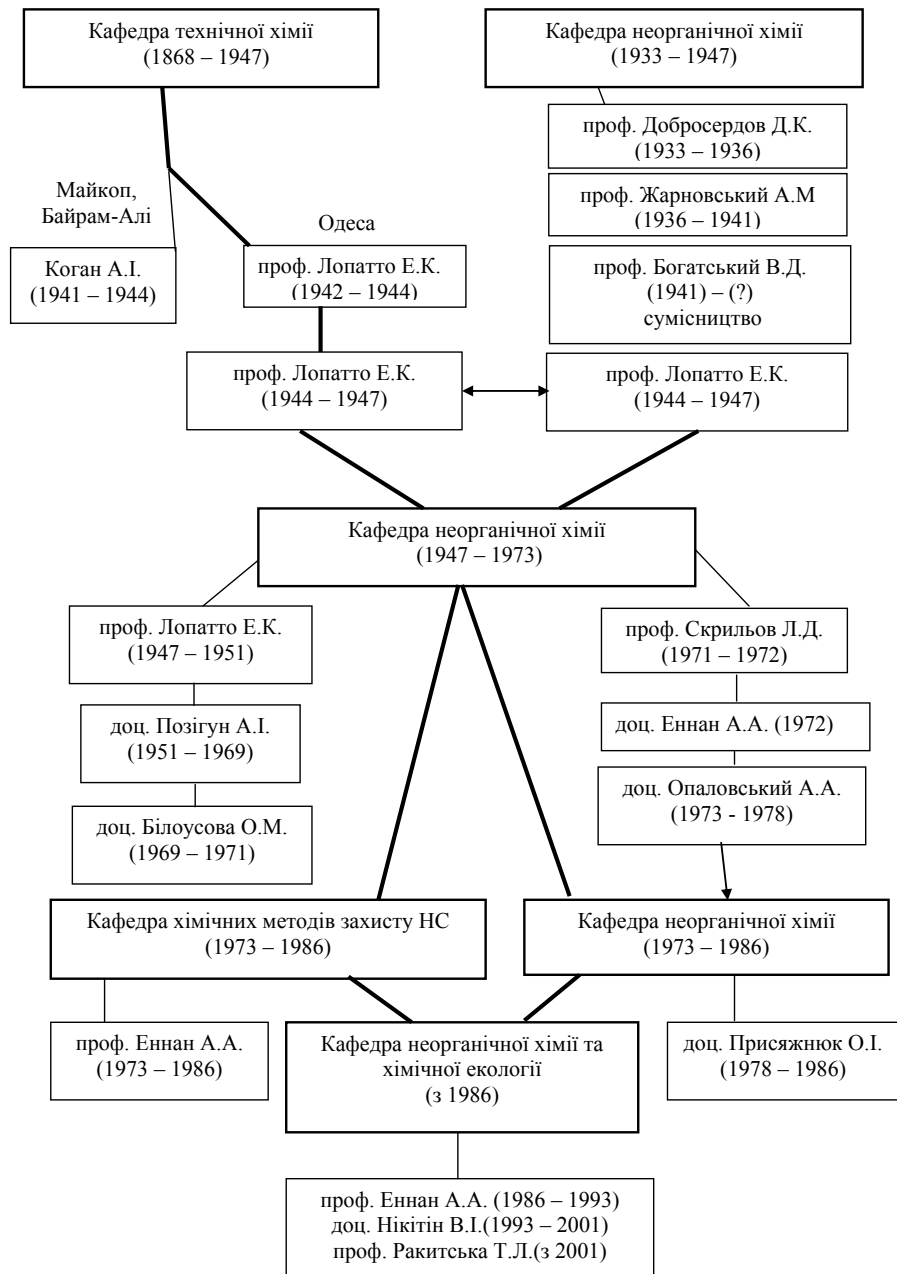 Кафедра технічної хімії
(1868 – 1947)
Кафедра неорганічної хімії
(1933 – 1947)
проф. Добросердов Д.К.
(1933 – 1936)
проф. Жарновський А.М
(1936 – 1941)
Майкоп,
Байрам-Алі
Одеса
Коган А.І.
(1941 – 1944)
проф. Лопатто Е.К.
(1942 – 1944)
проф. Богатський В.Д.
(1941) – (?)
сумісництво
проф. Лопатто Е.К.
(1944 – 1947)
проф. Лопатто Е.К.
(1944 – 1947)
Кафедра неорганічної хімії
(1947 – 1973)
проф. Лопатто Е.К.
(1947 – 1951)
проф. Скрильов Л.Д.
(1971 – 1972)
доц. Позігун А.І.
(1951 – 1969)
доц. Еннан А.А. (1972)
доц. Білоусова О.М.
(1969 – 1971)
доц. Опаловський А.А.
(1973 - 1978)
Кафедра хімічних методів захисту НС
(1973 – 1986)
Кафедра неорганічної хімії
(1973 – 1986)
проф. Еннан А.А.
(1973 – 1986)
Кафедра неорганічної хімії та
хімічної екології
(з 1986)
доц. Присяжнюк О.І.
(1978 – 1986)
проф. Еннан А.А. (1986 – 1993)
доц. Нікітін В.І.(1993 – 2001)
проф. Ракитська Т.Л.(з 2001)